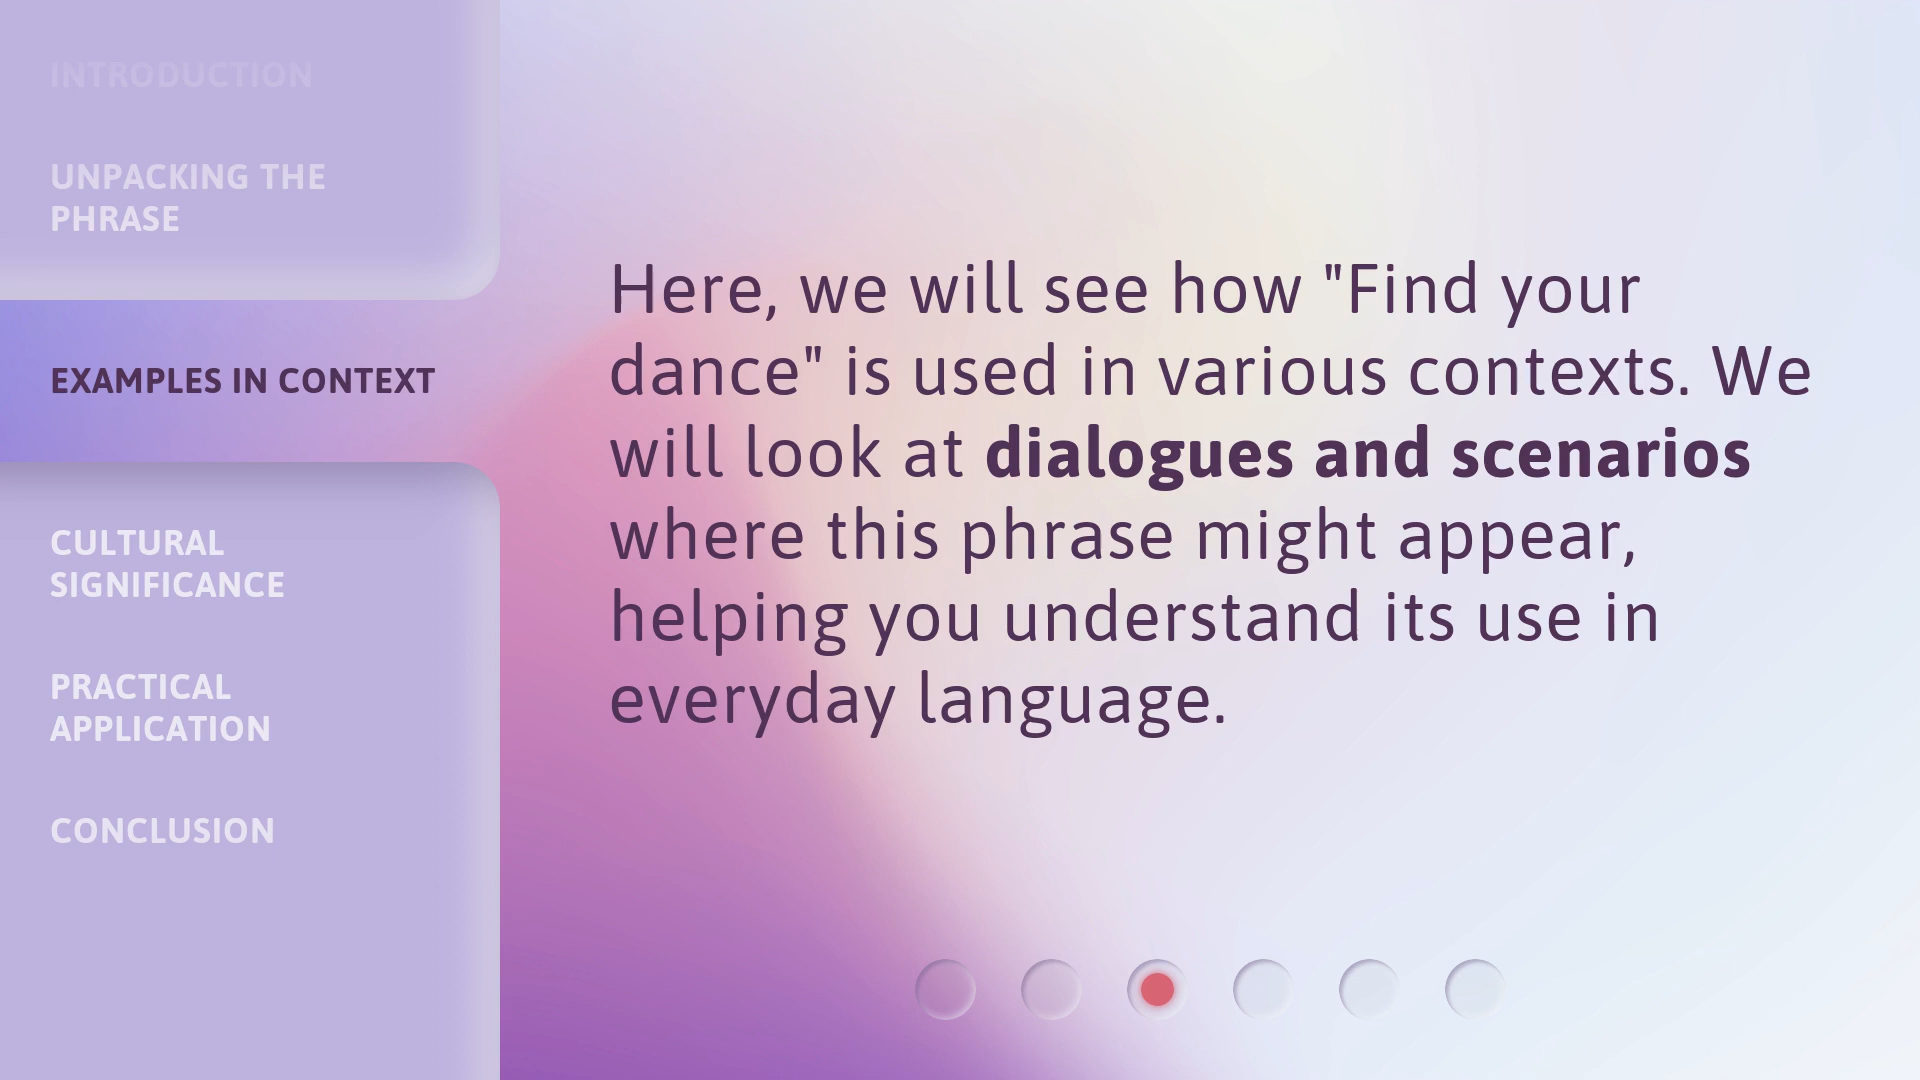 INTRODUCTION
UNPACKING THE
PHRASE
EXAMPLES IN CONTEXT
CULTURAL
SIGNIFICANCE
PRACTICAL
APPLICATION
CONCLUSION
Here, we will see how "Find your
dance" is used in various contexts. We
will look at dialogues and scenarios
where this phrase might appear,
helping you understand its use in
everyday language.